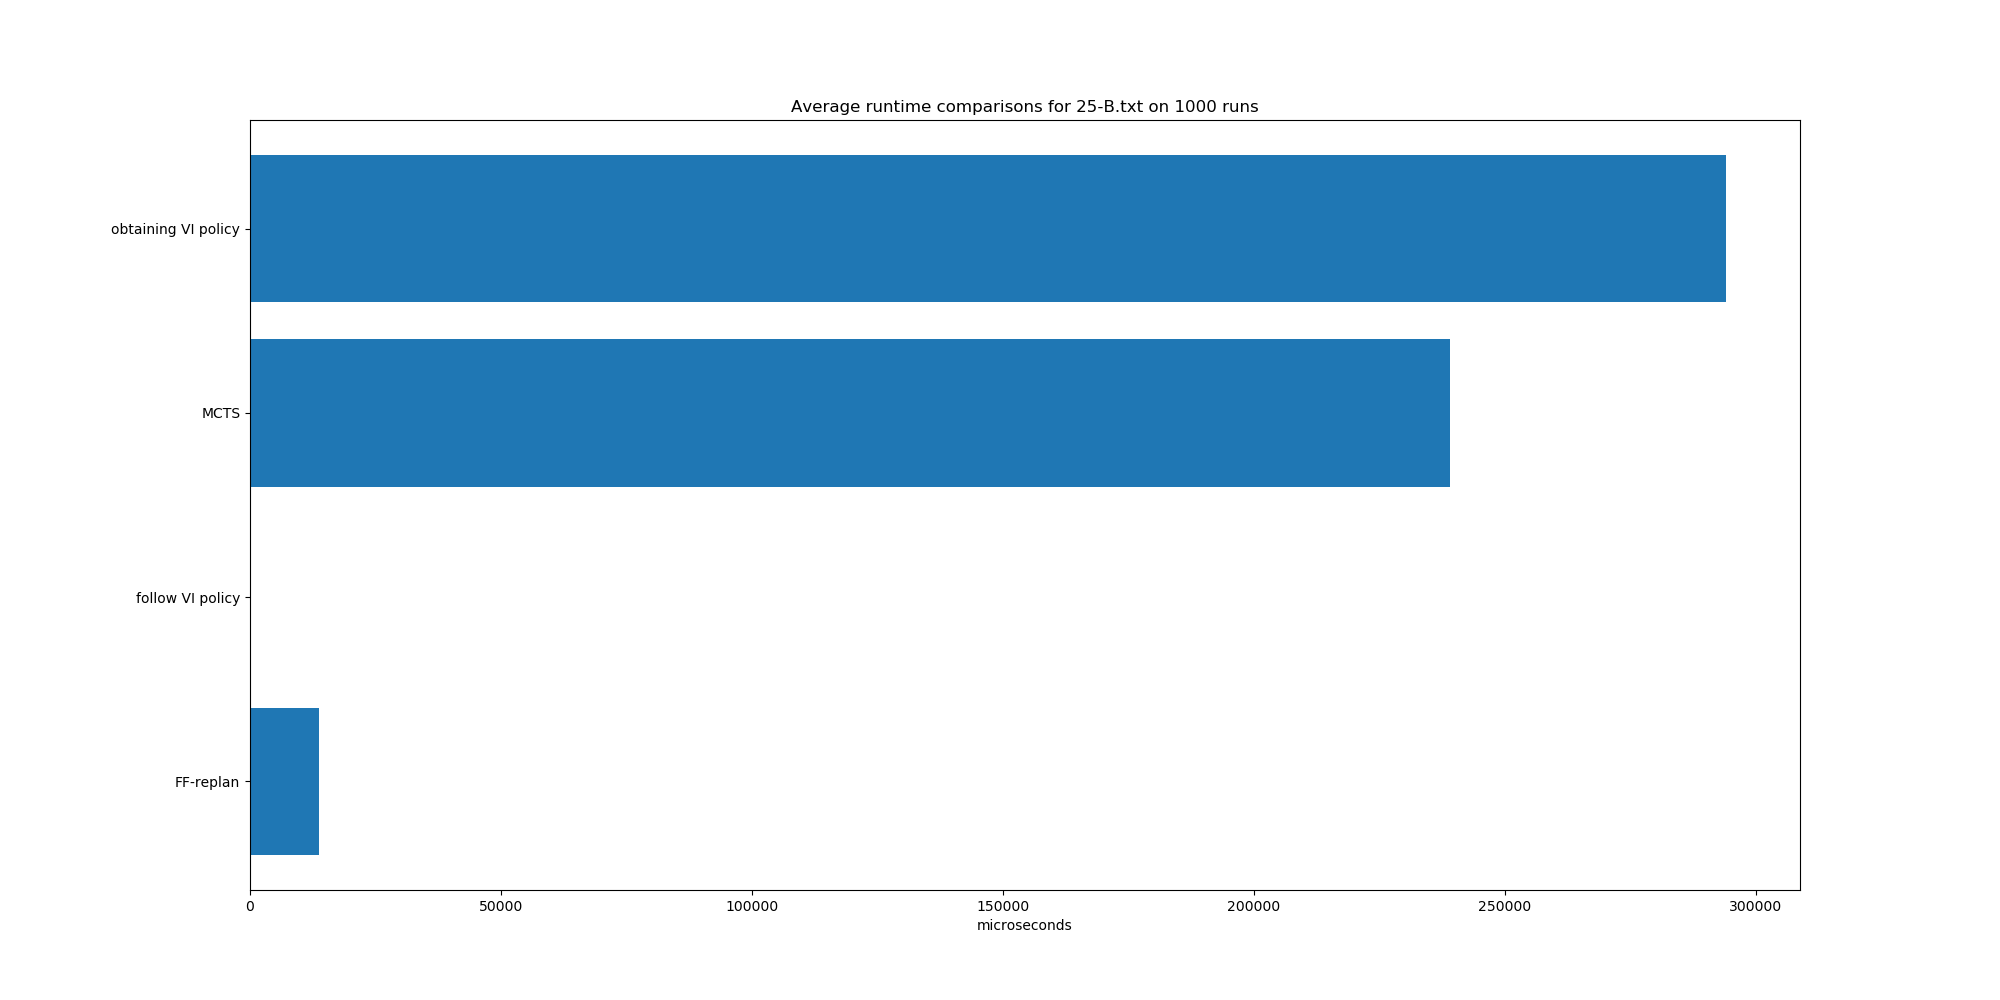 Average runtime comparisons for 25-B.txt on 1000 runs
obtaining VI policy
MCTS
follow VI policy
FF-replan
0 50000 100000 150000 200000 250000 300000
microseconds